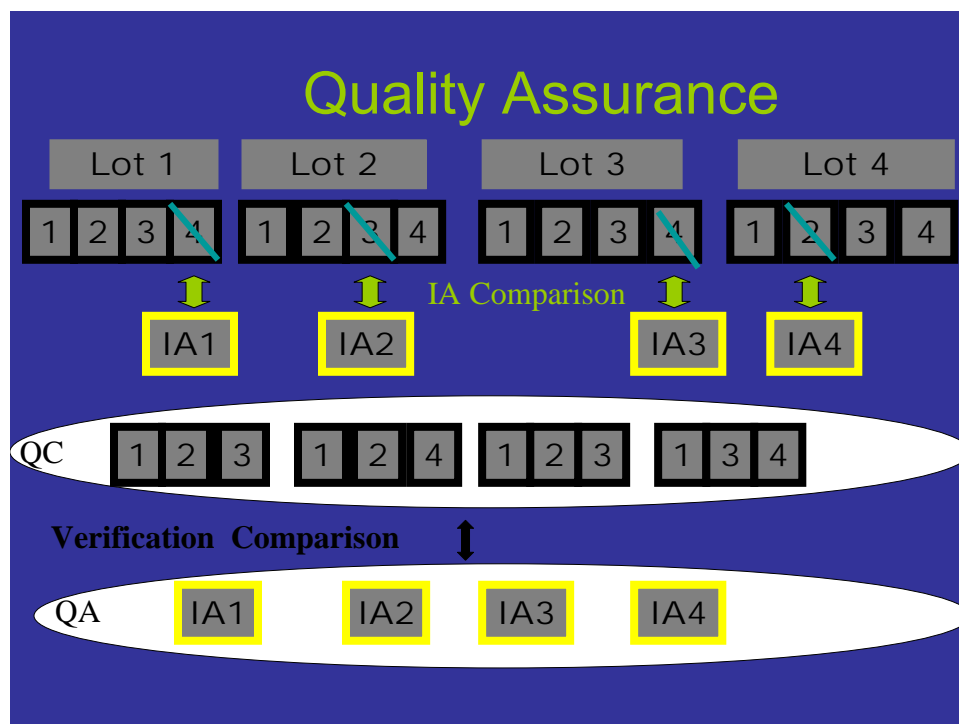 Quality Assurance
Lot 1 Lot 2 Lot 3 Lot 4
1 2 3 4 1 2 3 4 1 2 3 4 1 2 3 4
IA Comparison
IA1 IA2 IA3 IA4
QC 1 2 3 1 2 4 1 2 3 1 3 4
Verification Comparison
QA IA1 IA2 IA3 IA4